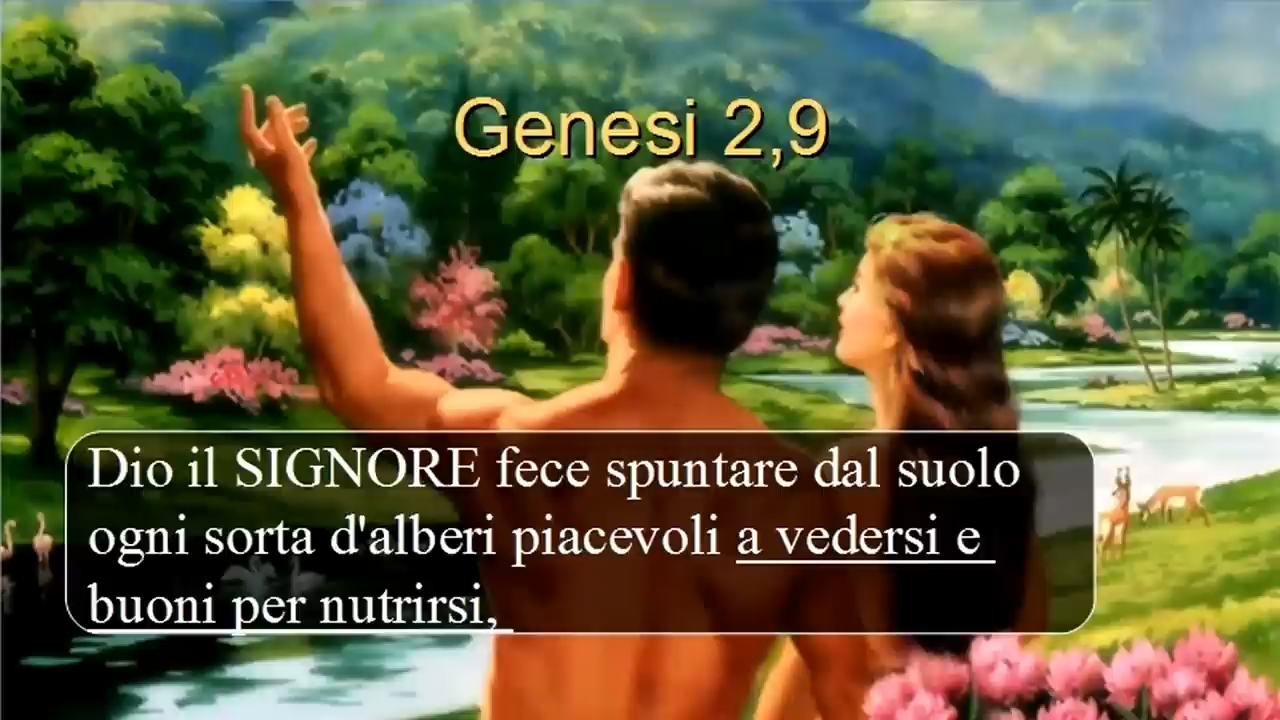 Genesi 2,9
Dio il SIGNORE fece spuntare dal suolo
ogni sorta d'alberi piacevoli a vedersi e
buoni per nutrirsi,